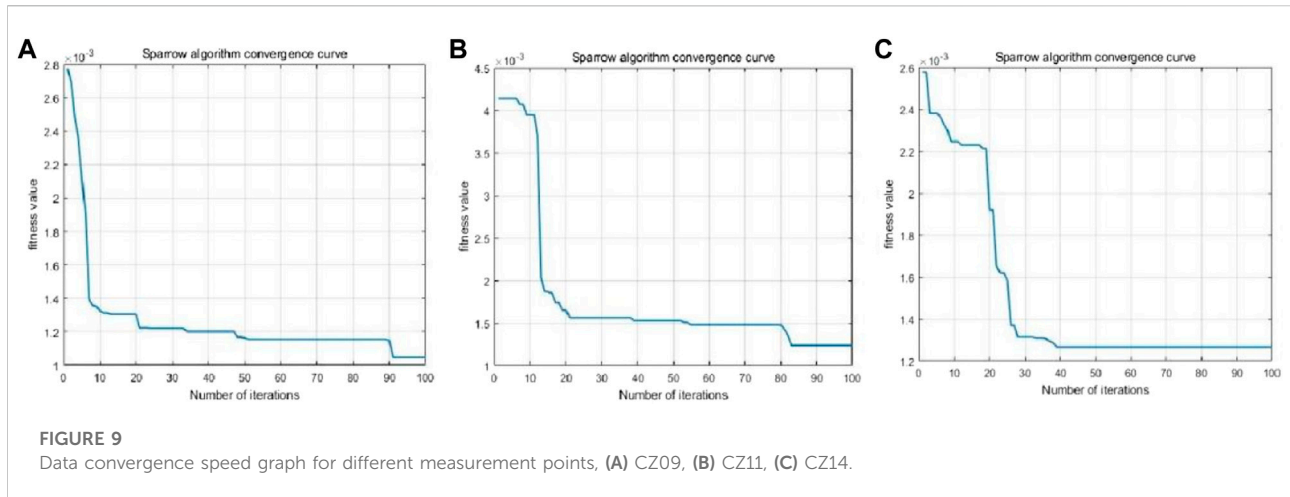 A
×10⁻³
Sparrow algorithm convergence curve
2.8
2.6
2.4
2.2
2
1.8
1.6
1.4
1.2
1
fitness value
0 10 20 30 40 50 60 70 80 90 100
Number of iterations
B
×10⁻³
Sparrow algorithm convergence curve
4.5
4
3.5
3
2.5
2
1.5
1
fitness value
0 10 20 30 40 50 60 70 80 90 100
Number of iterations
C
×10⁻³
Sparrow algorithm convergence curve
2.6
2.4
2.2
2
1.8
1.6
1.4
1.2
fitness value
0 10 20 30 40 50 60 70 80 90 100
Number of iterations
FIGURE 9
Data convergence speed graph for different measurement points, (A) CZ09, (B) CZ11, (C) CZ14.